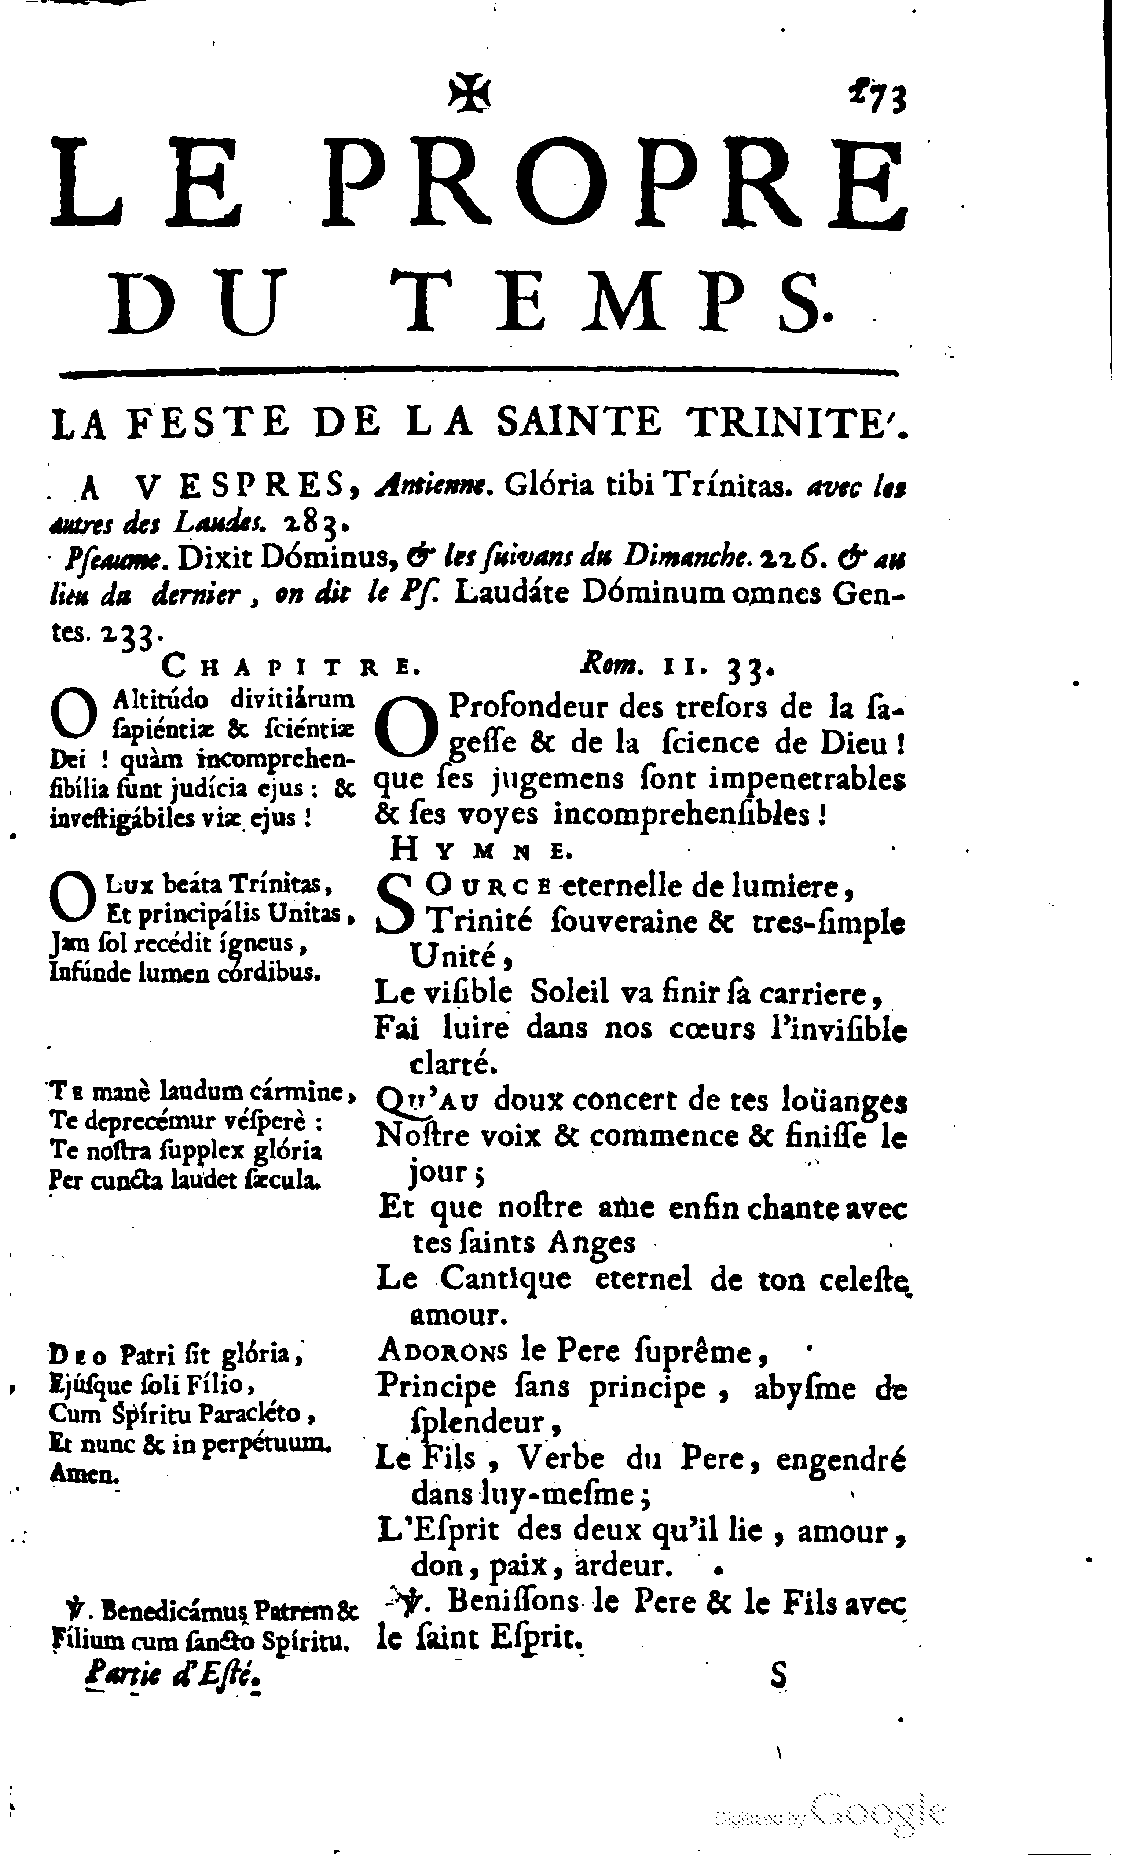 ✠ 273
LE PROPRE
DU TEMPS.
LA FESTE DE LA SAINTE TRINITE'.
A VESPRES, Antienne. Glória tibi Trínitas. avec les
autres des Laudes. 283.
Pſeaume. Dixit Dóminus, & les ſuivans du Dimanche. 226. & au
lieu du dernier, on dit le Pſ. Laudáte Dóminum omnes Gen-
tes. 233.
CHAPITRE. Rom. 11. 33.
O Altitúdo divitiárum
ſapiéntiæ & ſciéntiæ
Dei ! quàm incomprehen-
ſibília ſunt judícia ejus : &
inveſtigábiles viæ ejus !
O Profondeur des treſors de la ſa-
geſſe & de la ſcience de Dieu !
que ſes jugemens ſont impenetrables
& ſes voyes incomprehenſibles !
HYMNE.
O Lux beáta Trínitas,
Et principális Unitas,
Jam ſol recédit ígneus,
Infúnde lumen córdibus.
SOURCE eternelle de lumiere,
Trinité ſouveraine & tres-ſimple
Unité,
Le viſible Soleil va finir ſa carriere,
Fai luire dans nos cœurs l'inviſible
clarté.
TE manè laudum cármine,
Te deprecémur véſperè :
Te noſtra ſupplex glória
Per cuncta laudet ſæcula.
QU'AU doux concert de tes loüanges
Noſtre voix & commence & finiſſe le
jour ;
Et que noſtre ame enfin chante avec
tes ſaints Anges
Le Cantique eternel de ton celeſte
amour.
DEO Patri ſit glória,
Ejúſque ſoli Fílio,
Cum Spíritu Paracléto,
Et nunc & in perpétuum.
Amen.
ADORONS le Pere ſuprême,
Principe ſans principe, abyſme de
ſplendeur,
Le Fils, Verbe du Pere, engendré
dans luy-meſme ;
L'Eſprit des deux qu'il lie, amour,
don, paix, ardeur.
℣. Benedicámus Patrem &
Fílium cum ſancto Spíritu.
℣. Beniſſons le Pere & le Fils avec
le ſaint Eſprit.
Partie d'Eſté. S
Digitized by Google